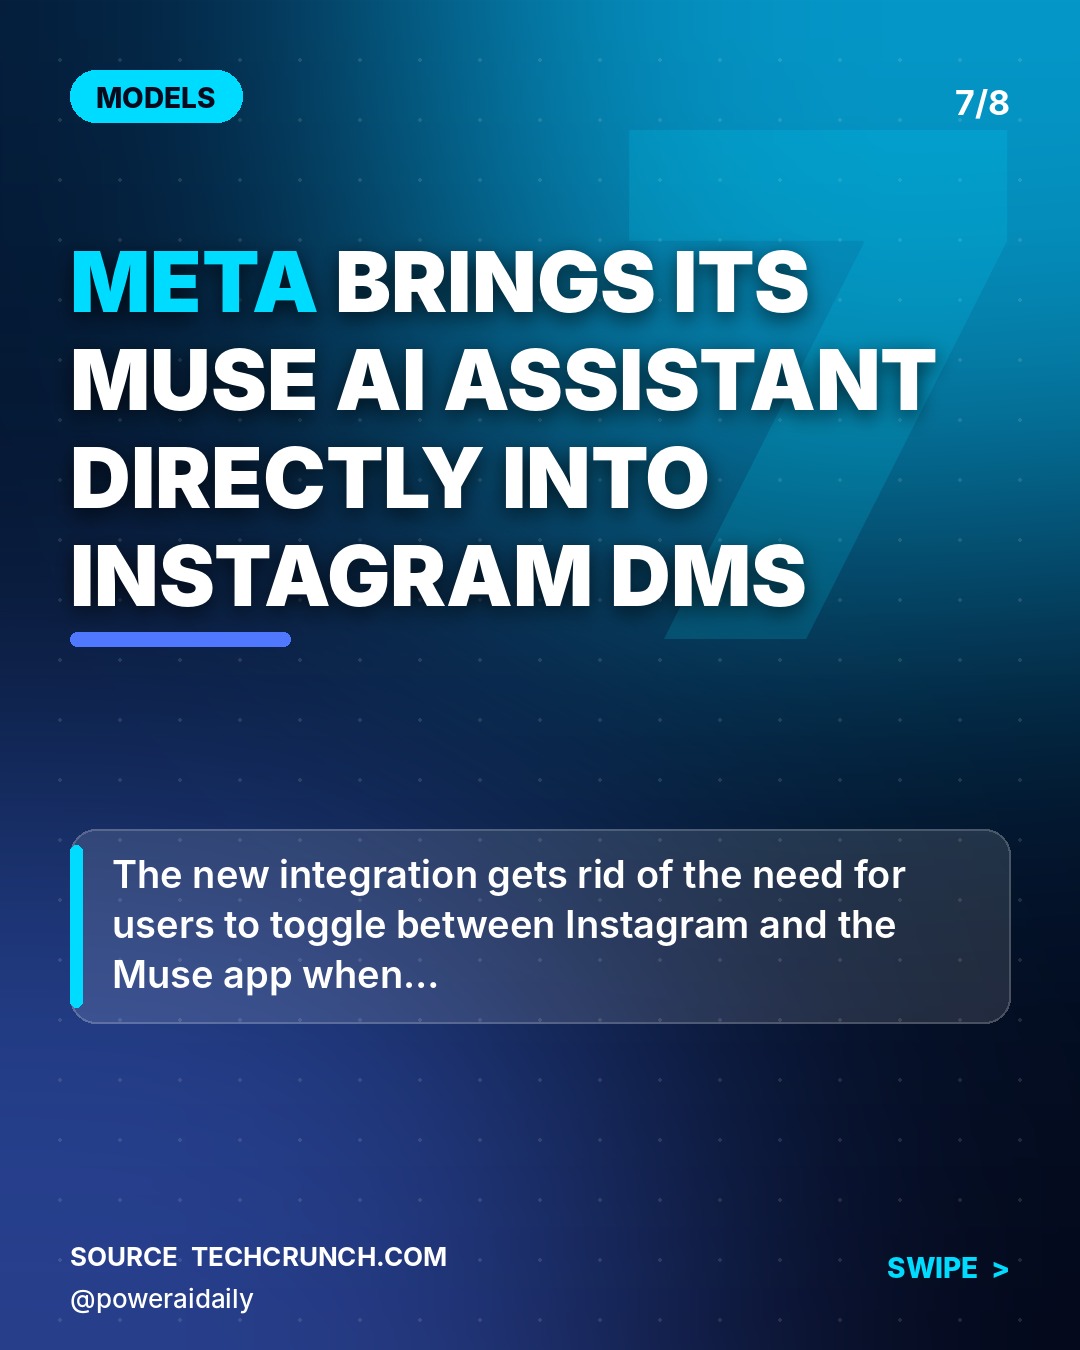 MODELS
7/8
7
META BRINGS ITS
MUSE AI ASSISTANT
DIRECTLY INTO
INSTAGRAM DMS
The new integration gets rid of the need for
users to toggle between Instagram and the
Muse app when...
SOURCE TECHCRUNCH.COM
@poweraidaily
SWIPE >